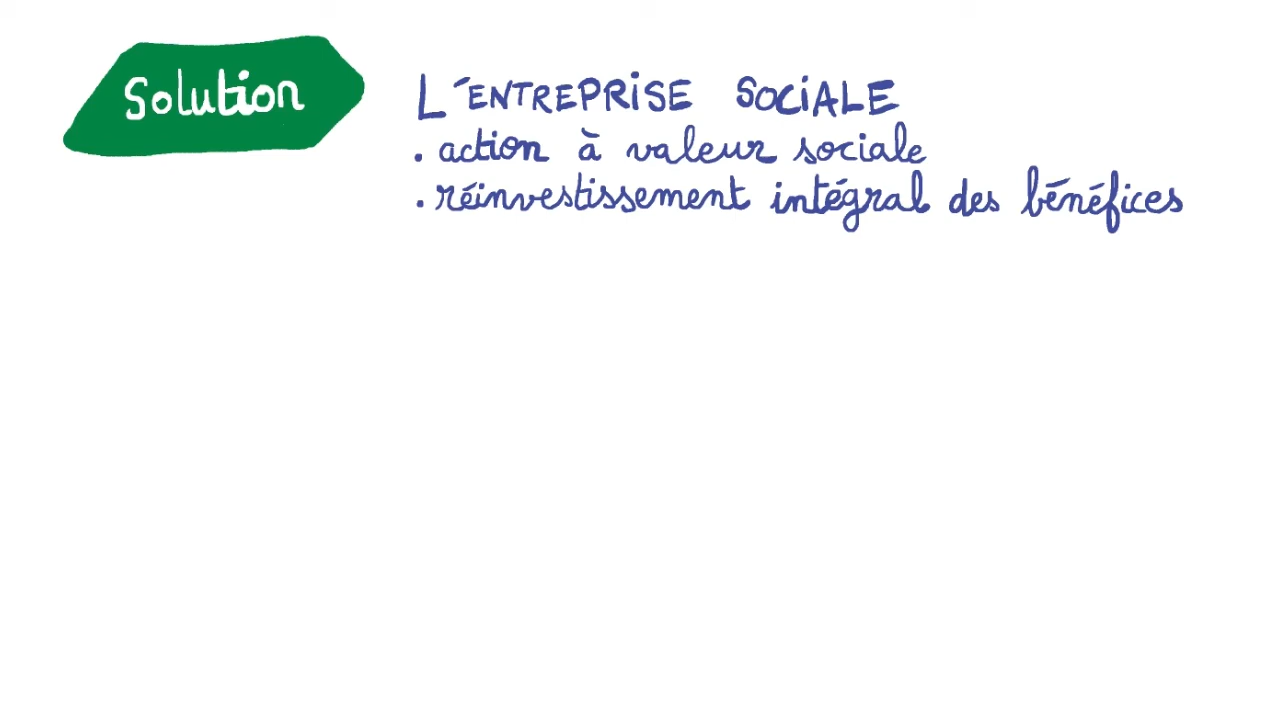 Solution
L'ENTREPRISE SOCIALE
. action à valeur sociale
. réinvestissement intégral des bénéfices